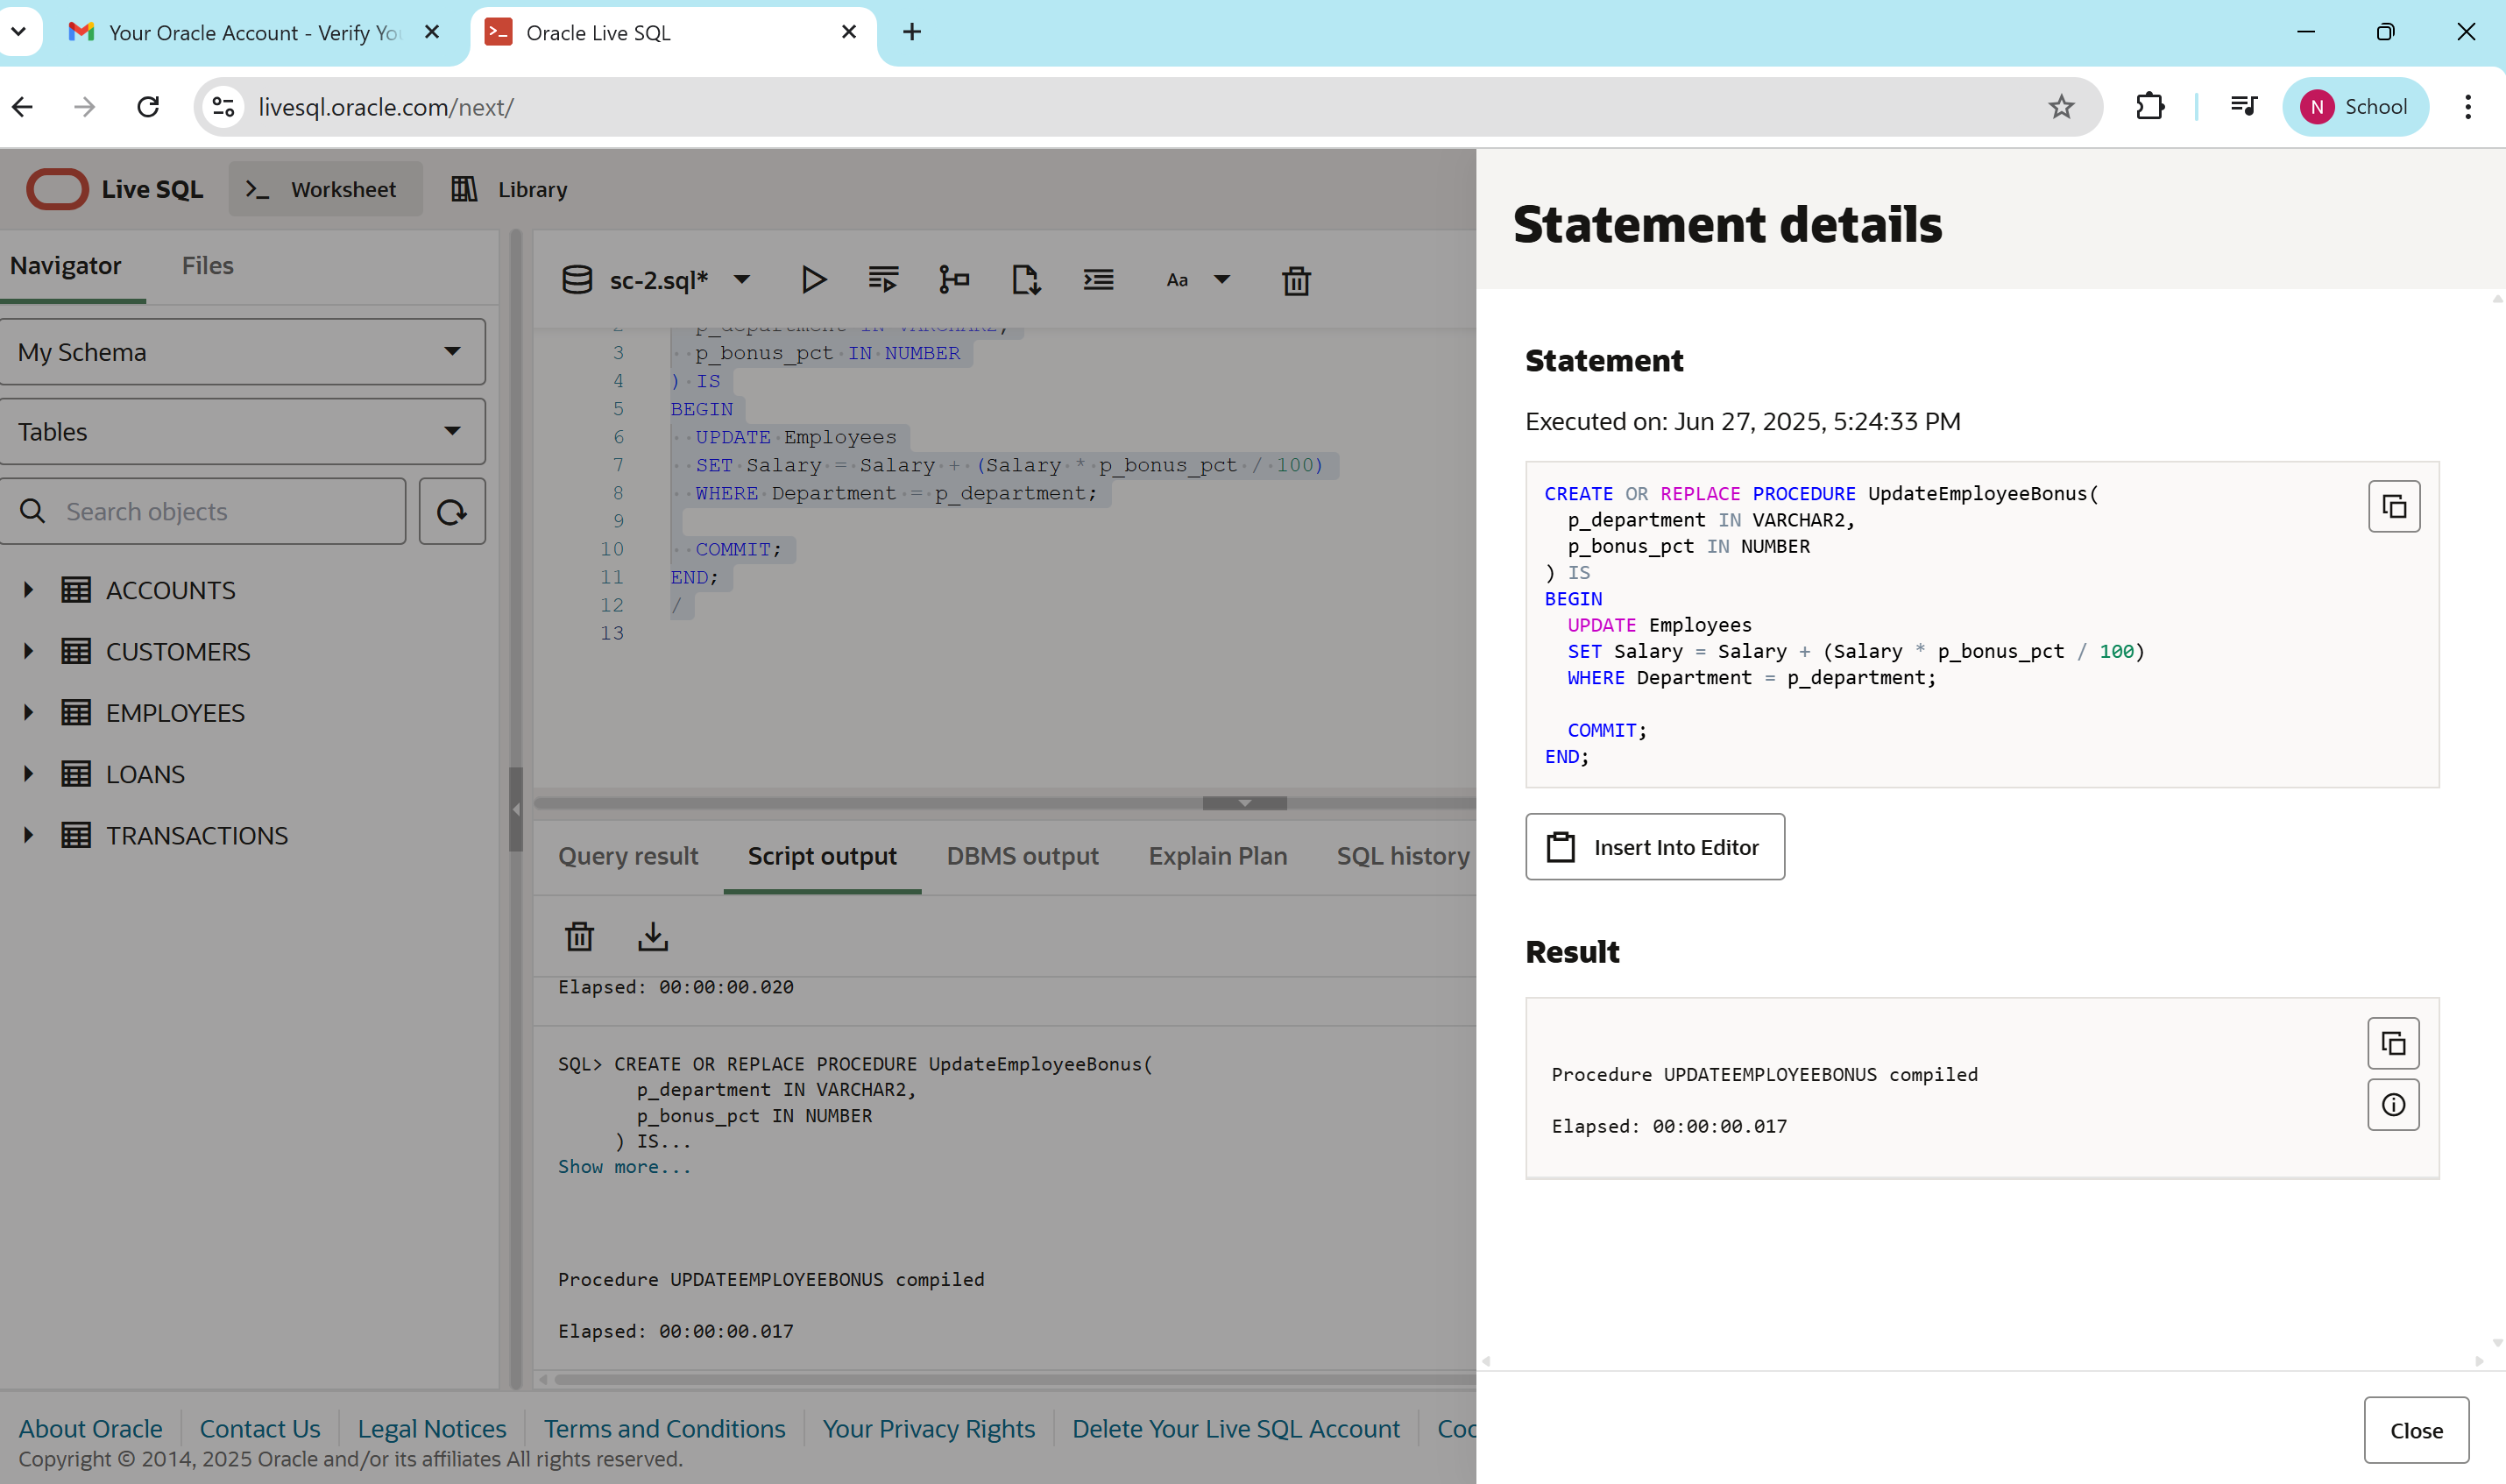 Your Oracle Account - Verify Yo
Oracle Live SQL
livesql.oracle.com/next/
N School
Live SQL
Worksheet
Library
Navigator
Files
My Schema
Tables
Search objects
ACCOUNTS
CUSTOMERS
EMPLOYEES
LOANS
TRANSACTIONS
sc-2.sql*
Aa
2 p_department IN VARCHAR2,
3 p_bonus_pct IN NUMBER
4 ) IS
5 BEGIN
6 UPDATE Employees
7 SET Salary = Salary + (Salary * p_bonus_pct / 100)
8 WHERE Department = p_department;
9
10 COMMIT;
11 END;
12 /
13
Query result
Script output
DBMS output
Explain Plan
SQL history
Elapsed: 00:00:00.020
SQL> CREATE OR REPLACE PROCEDURE UpdateEmployeeBonus(
p_department IN VARCHAR2,
p_bonus_pct IN NUMBER
) IS...
Show more...
Procedure UPDATEEMPLOYEEBONUS compiled
Elapsed: 00:00:00.017
Statement details
Statement
Executed on: Jun 27, 2025, 5:24:33 PM
CREATE OR REPLACE PROCEDURE UpdateEmployeeBonus(
p_department IN VARCHAR2,
p_bonus_pct IN NUMBER
) IS
BEGIN
UPDATE Employees
SET Salary = Salary + (Salary * p_bonus_pct / 100)
WHERE Department = p_department;
COMMIT;
END;
Insert Into Editor
Result
Procedure UPDATEEMPLOYEEBONUS compiled
Elapsed: 00:00:00.017
Close
About Oracle
Contact Us
Legal Notices
Terms and Conditions
Your Privacy Rights
Delete Your Live SQL Account
Coo
Copyright © 2014, 2025 Oracle and/or its affiliates All rights reserved.